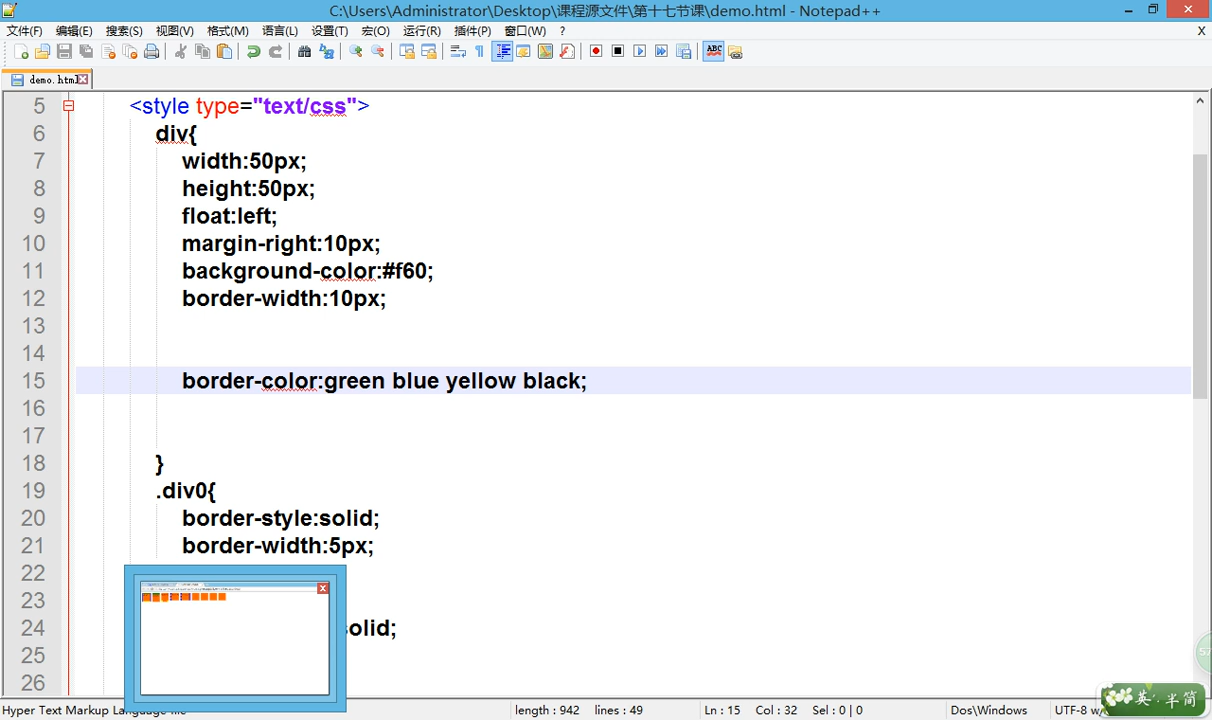 C:\Users\Administrator\Desktop\课程源文件\第十七节课\demo.html - Notepad++
文件(F) 编辑(E) 搜索(S) 视图(V) 格式(M) 语言(L) 设置(T) 宏(O) 运行(R) 插件(P) 窗口(W) ? X
demo.html
5 <style type="text/css">
6 div{
7 width:50px;
8 height:50px;
9 float:left;
10 margin-right:10px;
11 background-color:#f60;
12 border-width:10px;
13
14
15 border-color:green blue yellow black;
16
17
18 }
19 .div0{
20 border-style:solid;
21 border-width:5px;
22
23
24 solid;
25
26
Hyper Text Markup Language file length : 942 lines : 49 Ln : 15 Col : 32 Sel : 0 | 0 Dos\Windows UTF-8 w/
英 半 简
57